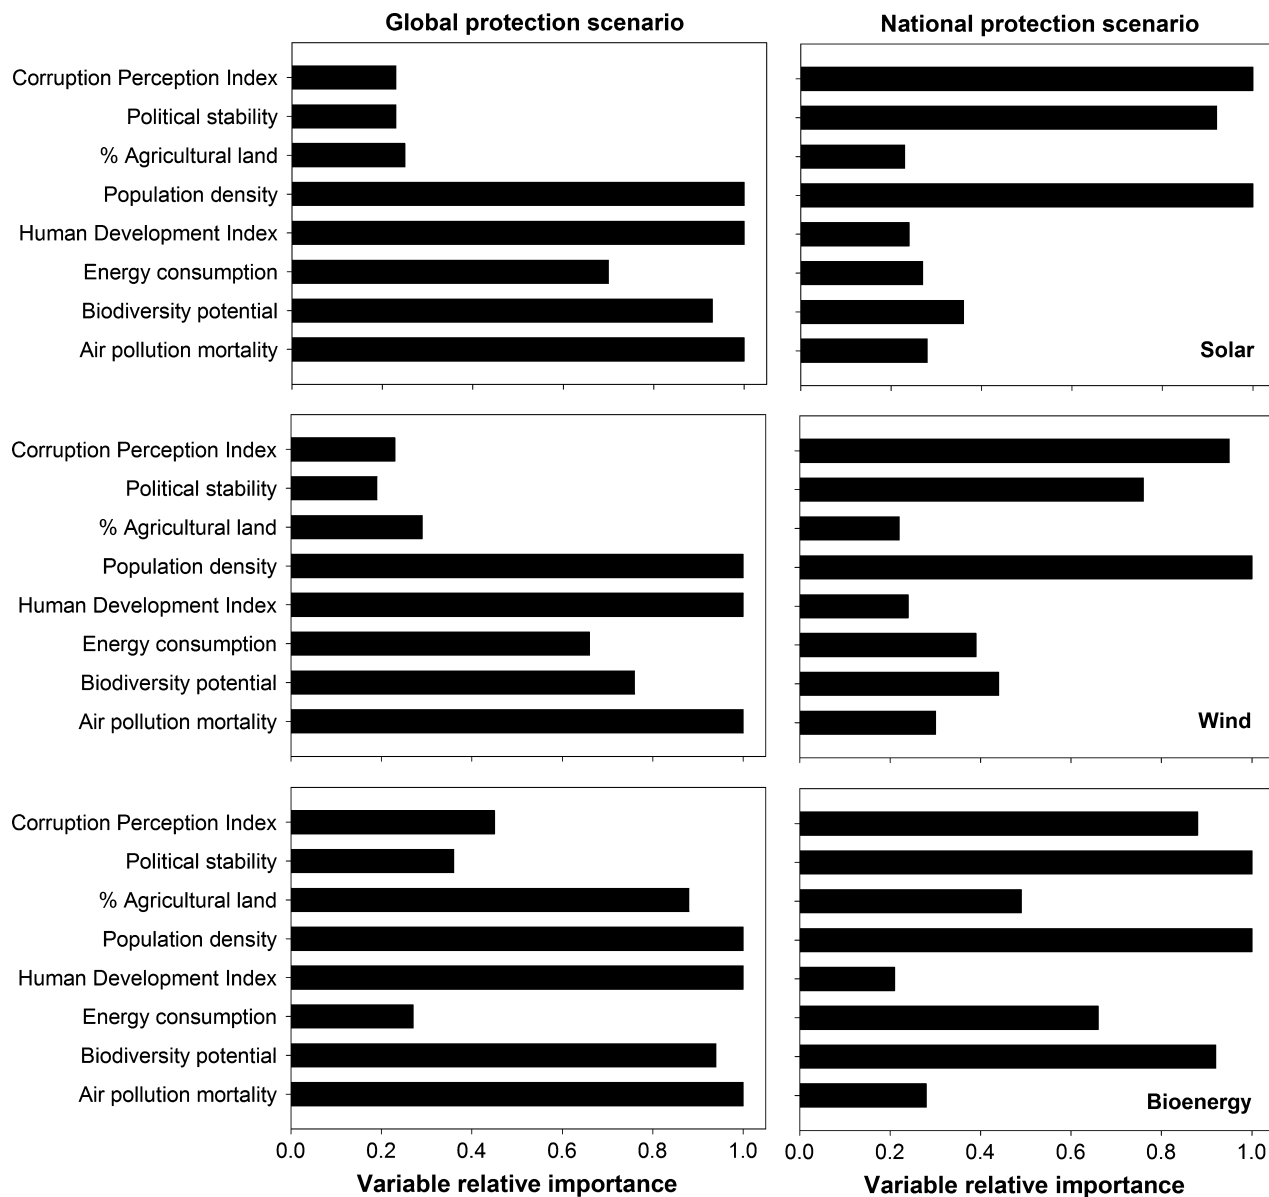 Global protection scenario
National protection scenario
Corruption Perception Index
Political stability
% Agricultural land
Population density
Human Development Index
Energy consumption
Biodiversity potential
Air pollution mortality
Solar
Corruption Perception Index
Political stability
% Agricultural land
Population density
Human Development Index
Energy consumption
Biodiversity potential
Air pollution mortality
Wind
Corruption Perception Index
Political stability
% Agricultural land
Population density
Human Development Index
Energy consumption
Biodiversity potential
Air pollution mortality
Bioenergy
0.0 0.2 0.4 0.6 0.8 1.0
0.0 0.2 0.4 0.6 0.8 1.0
Variable relative importance
Variable relative importance